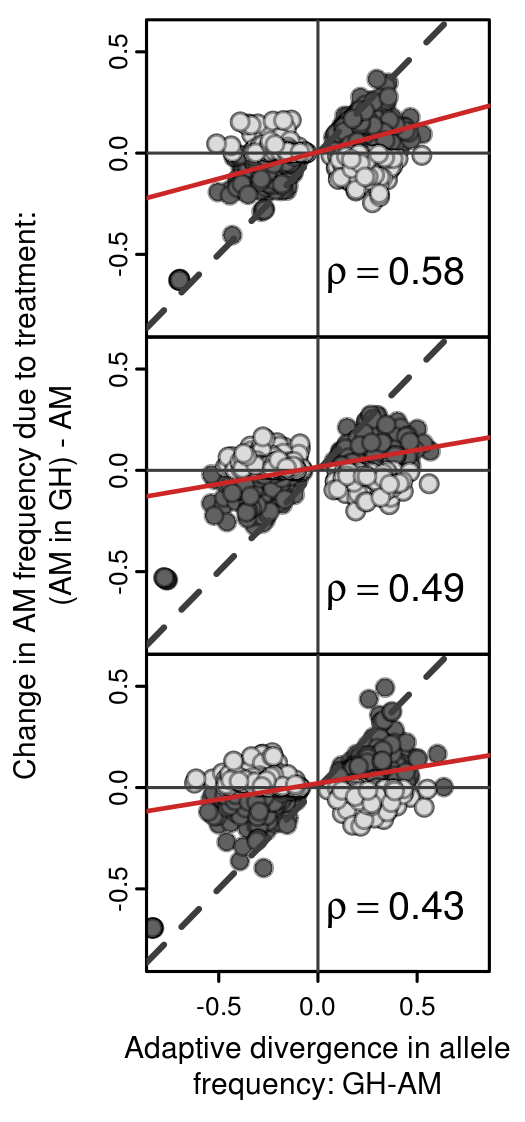 Change in AM frequency due to treatment:
(AM in GH) - AM
0.5
0.0
-0.5
ρ = 0.58
0.5
0.0
-0.5
ρ = 0.49
0.5
0.0
-0.5
ρ = 0.43
-0.5 0.0 0.5
Adaptive divergence in allele
frequency: GH-AM